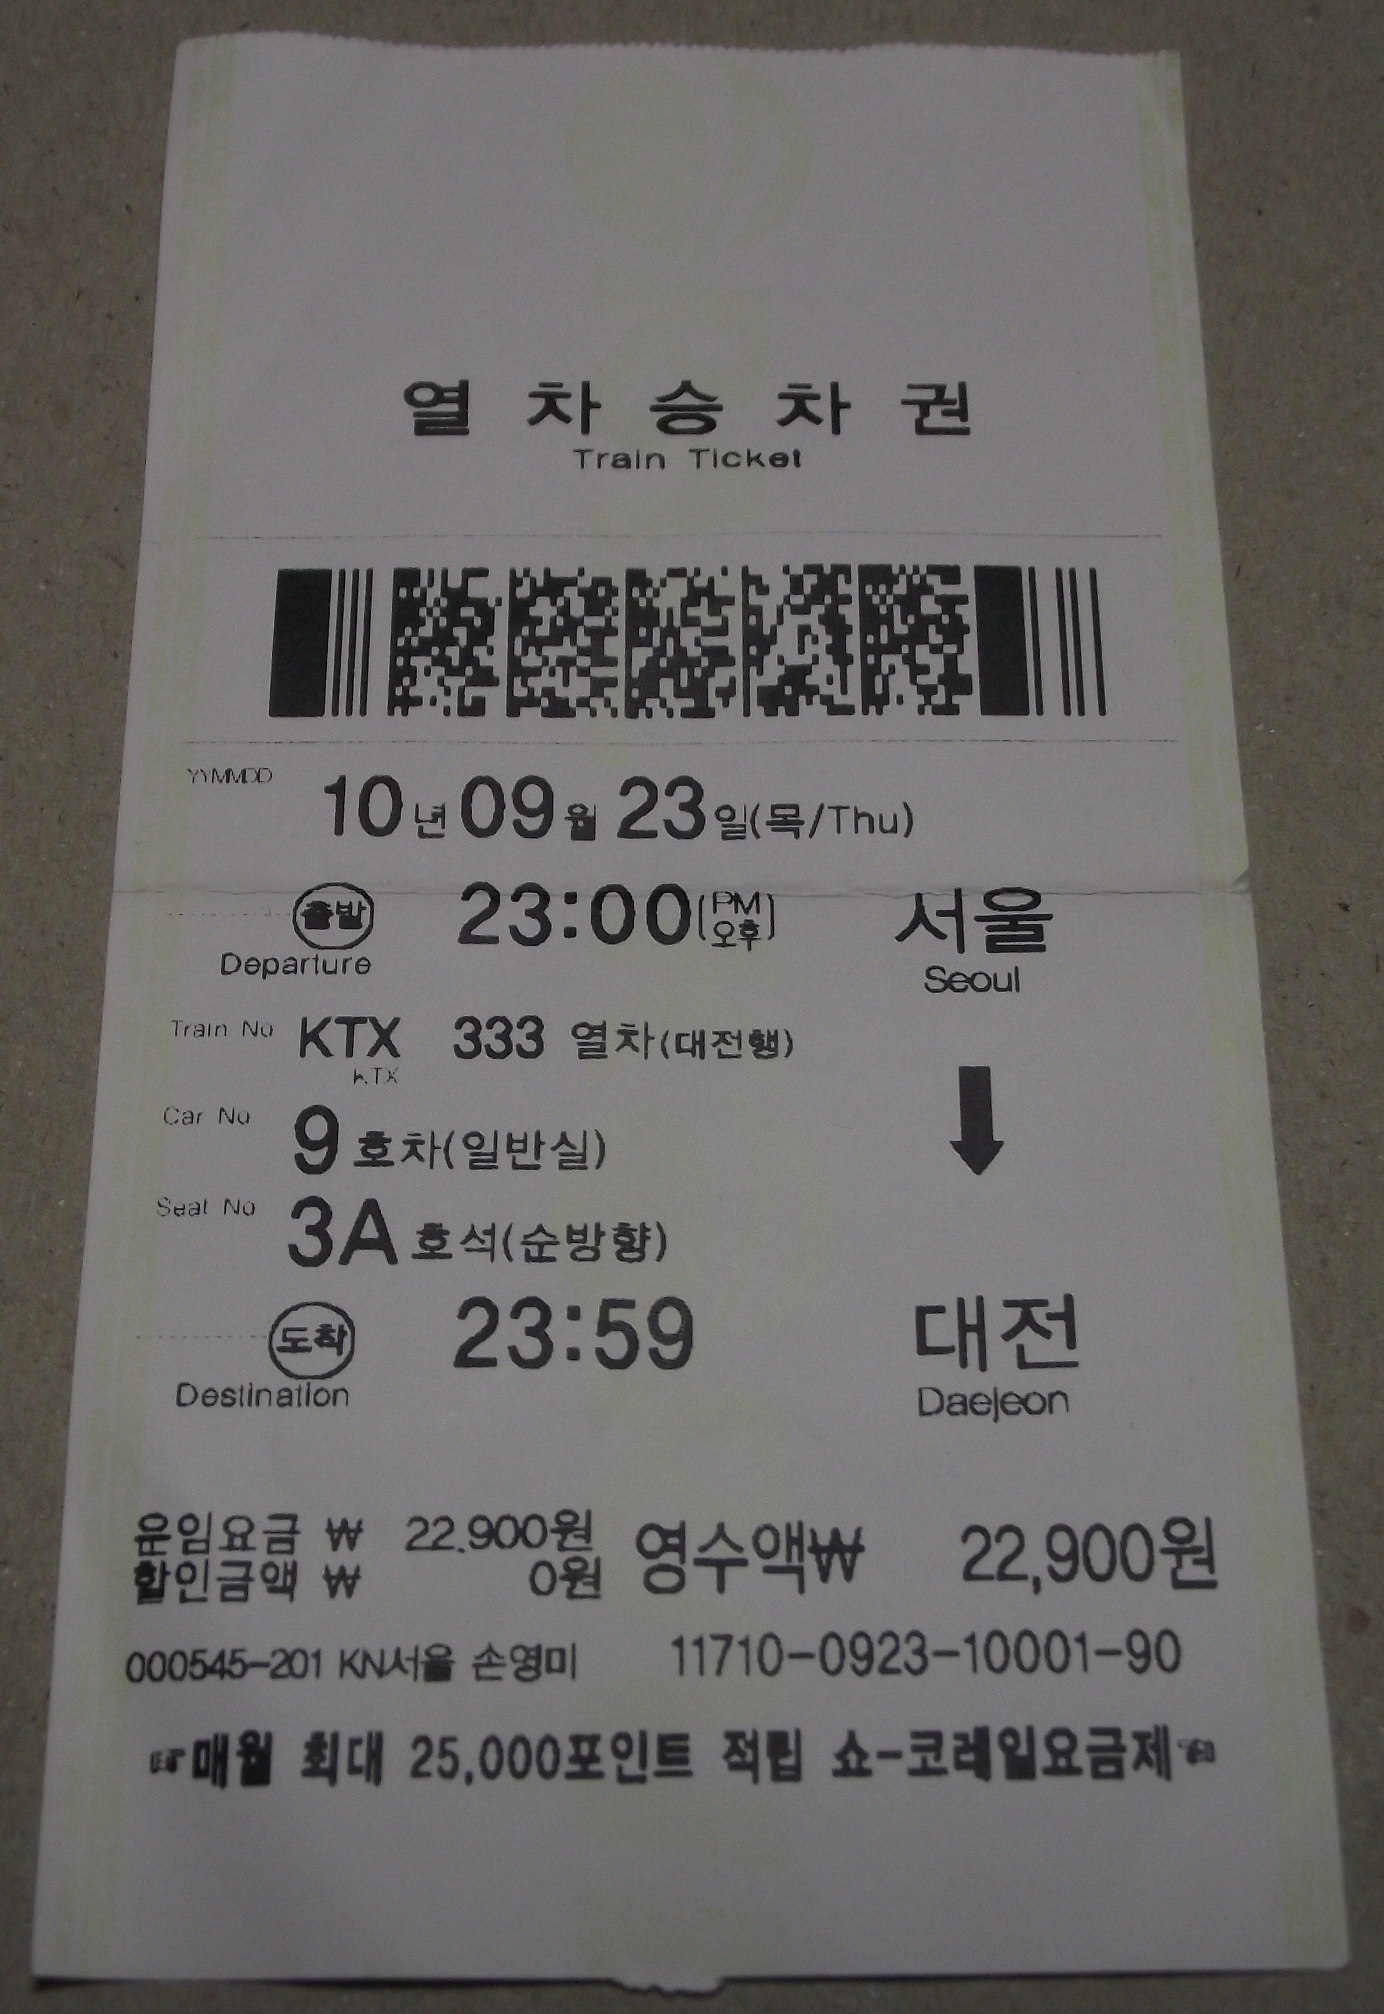 열 차 승 차 권
Train Ticket
YYMMDD
10년 09월 23일(목/Thu)
출발 23:00(PM 오후) 서울
Departure Seoul
Train No KTX 333 열차(대전행)
KTX
Car No 9 호차(일반실)
Seat No 3A 호석(순방향)
도착 23:59 대전
Destination Daejeon
운임요금 ₩ 22,900원 영수액₩ 22,900원
할인금액 ₩ 0원
000545-201 KN서울 손영미 11710-0923-10001-90
☞매월 최대 25,000포인트 적립 쇼-코레일요금제☜